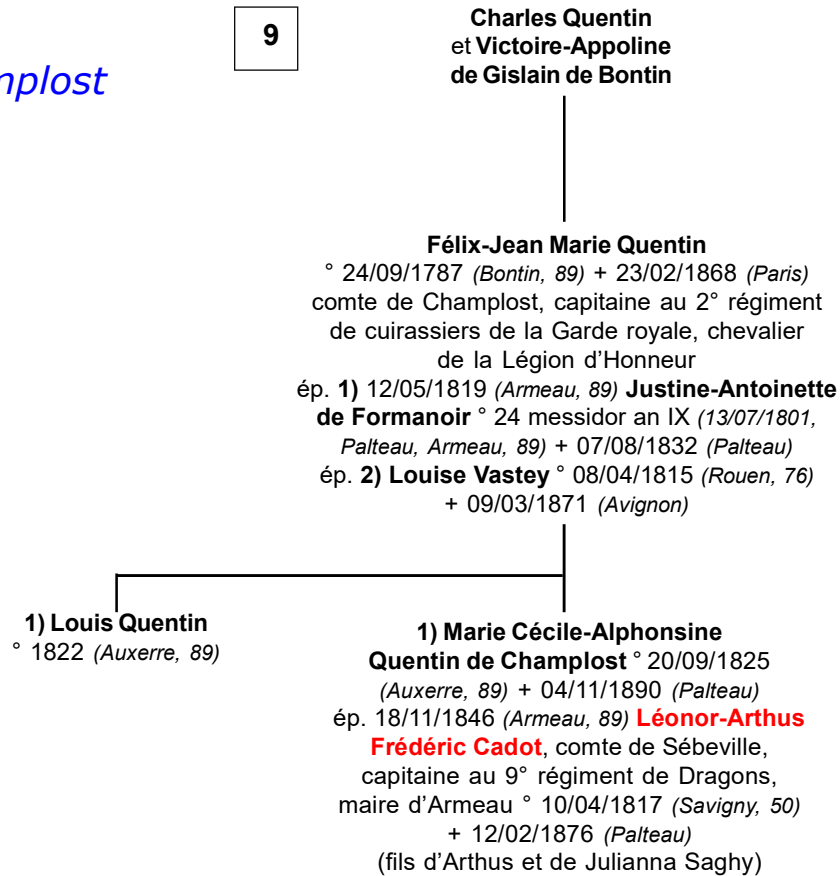 9
Charles Quentin
et Victoire-Appoline
de Gislain de Bontin
Félix-Jean Marie Quentin
° 24/09/1787 (Bontin, 89) + 23/02/1868 (Paris)
comte de Champlost, capitaine au 2° régiment
de cuirassiers de la Garde royale, chevalier
de la Légion d'Honneur
ép. 1) 12/05/1819 (Armeau, 89) Justine-Antoinette
de Formanoir ° 24 messidor an IX (13/07/1801,
Palteau, Armeau, 89) + 07/08/1832 (Palteau)
ép. 2) Louise Vastey ° 08/04/1815 (Rouen, 76)
+ 09/03/1871 (Avignon)
1) Louis Quentin
° 1822 (Auxerre, 89)
1) Marie Cécile-Alphonsine
Quentin de Champlost ° 20/09/1825
(Auxerre, 89) + 04/11/1890 (Palteau)
ép. 18/11/1846 (Armeau, 89) Léonor-Arthus
Frédéric Cadot, comte de Sébeville,
capitaine au 9° régiment de Dragons,
maire d'Armeau ° 10/04/1817 (Savigny, 50)
+ 12/02/1876 (Palteau)
(fils d'Arthus et de Julianna Saghy)